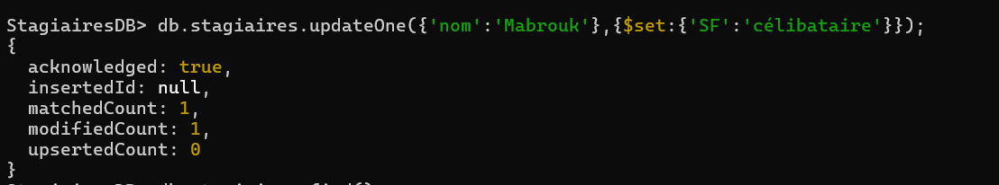 StagiairesDB> db.stagiaires.updateOne({'nom':'Mabrouk'},{$set:{'SF':'célibataire'}});
{
  acknowledged: true,
  insertedId: null,
  matchedCount: 1,
  modifiedCount: 1,
  upsertedCount: 0
}